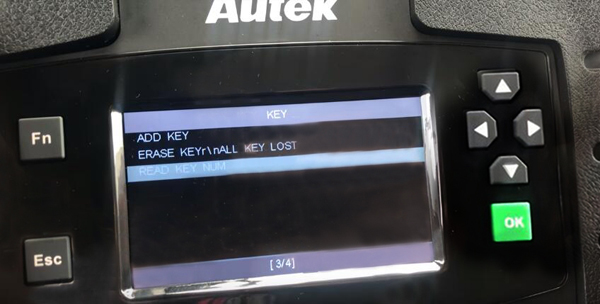 Autek
KEY
ADD KEY
ERASE KEYr\nALL KEY LOST
READ KEY NUM
[3/4]
Fn
Esc
OK